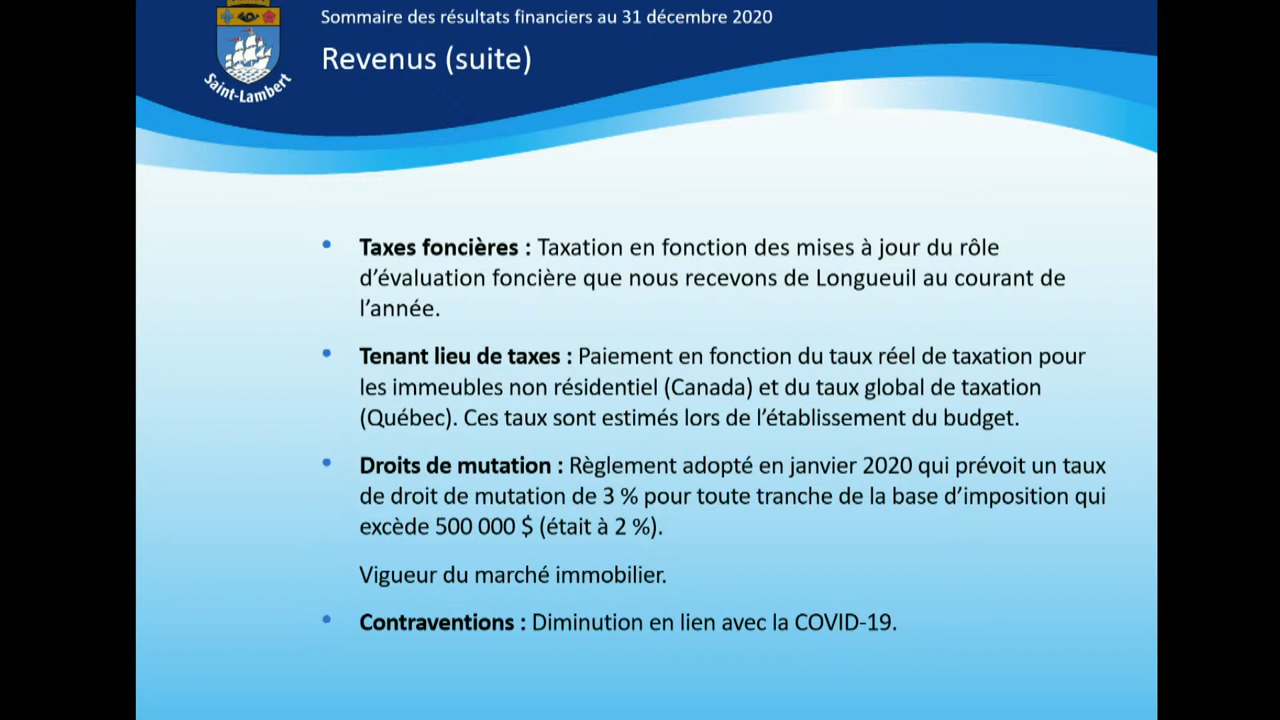 Sommaire des résultats financiers au 31 décembre 2020
Revenus (suite)
Saint-Lambert
• Taxes foncières : Taxation en fonction des mises à jour du rôle
d’évaluation foncière que nous recevons de Longueuil au courant de
l’année.
• Tenant lieu de taxes : Paiement en fonction du taux réel de taxation pour
les immeubles non résidentiel (Canada) et du taux global de taxation
(Québec). Ces taux sont estimés lors de l’établissement du budget.
• Droits de mutation : Règlement adopté en janvier 2020 qui prévoit un taux
de droit de mutation de 3 % pour toute tranche de la base d’imposition qui
excède 500 000 $ (était à 2 %).
Vigueur du marché immobilier.
• Contraventions : Diminution en lien avec la COVID-19.